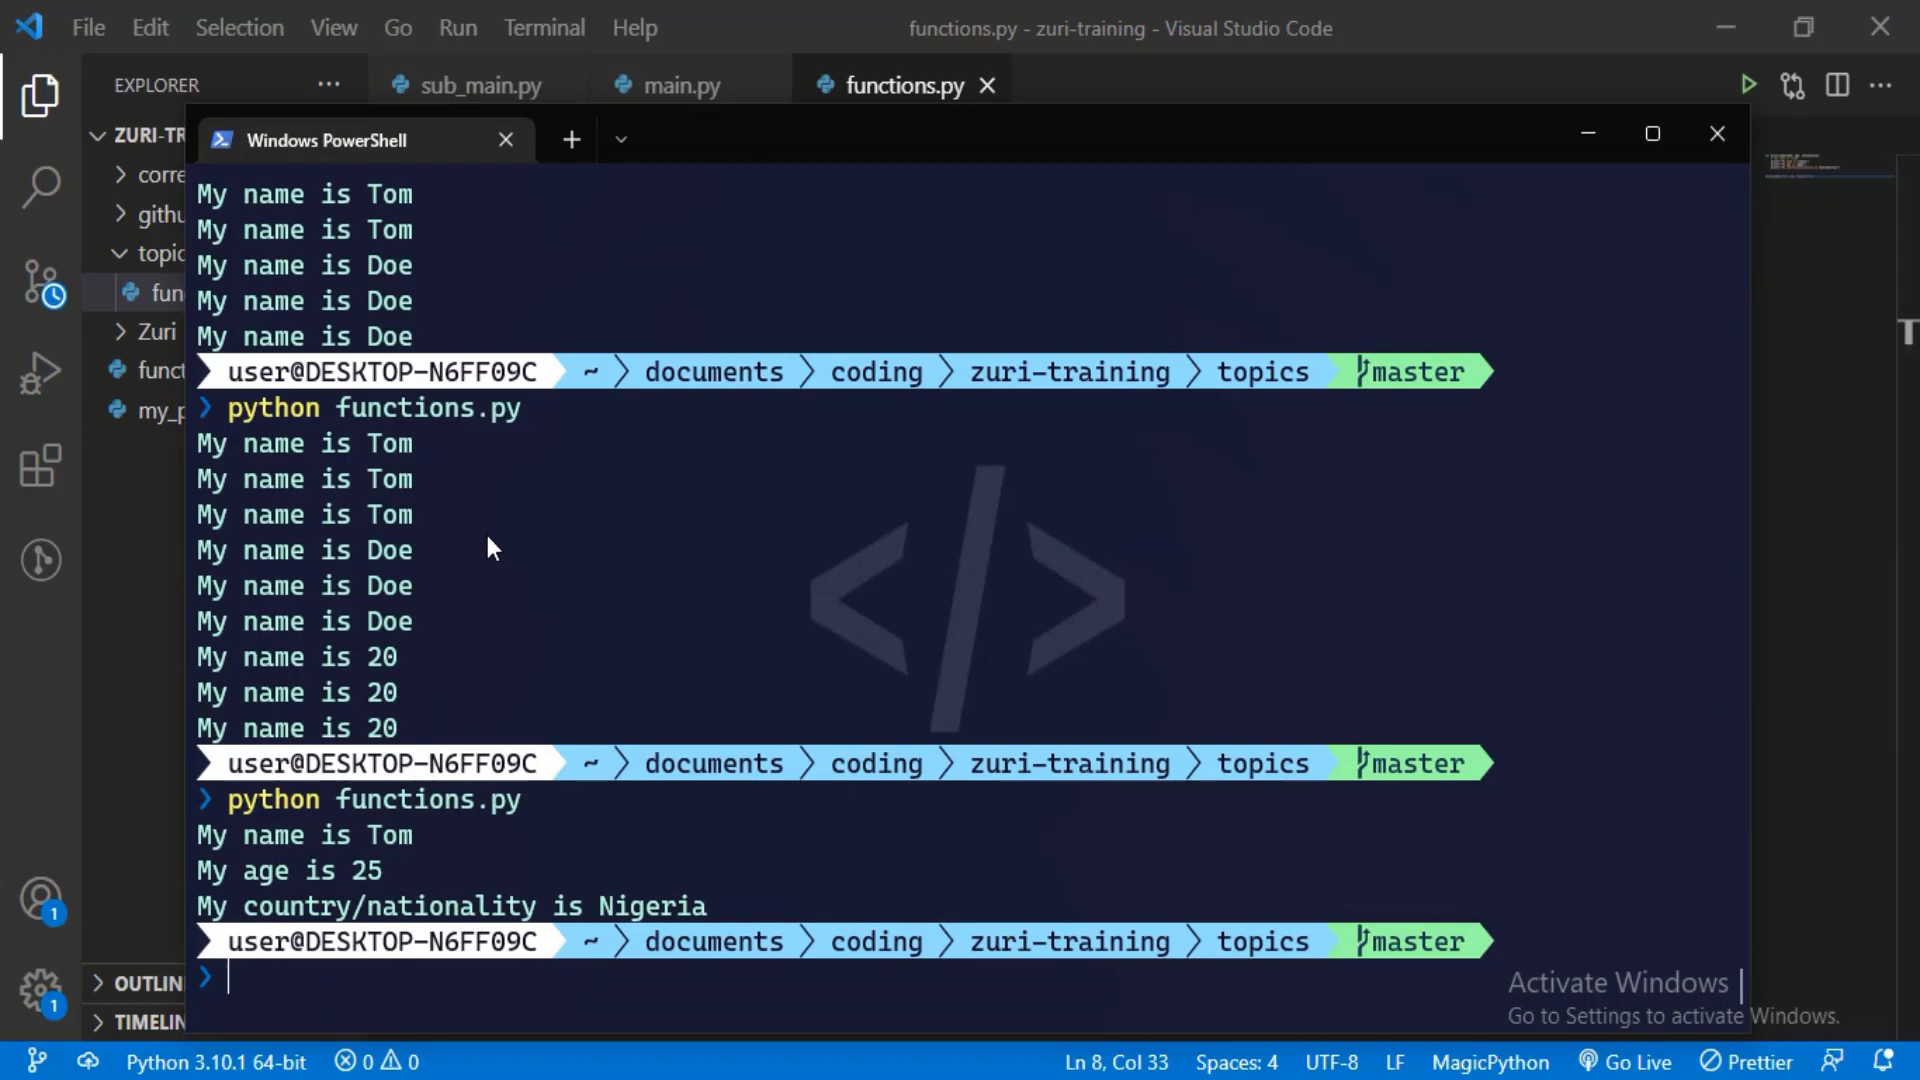 File Edit Selection View Go Run Terminal Help functions.py - zuri-training - Visual Studio Code
EXPLORER ··· sub_main.py main.py functions.py
ZURI-TR
Windows PowerShell
corre
githu
topic
fun
Zuri
funct
my_p
My name is Tom
My name is Tom
My name is Doe
My name is Doe
My name is Doe
user@DESKTOP-N6FF09C ~ documents coding zuri-training topics master
❯ python functions.py
My name is Tom
My name is Tom
My name is Tom
My name is Doe
My name is Doe
My name is Doe
My name is 20
My name is 20
My name is 20
user@DESKTOP-N6FF09C ~ documents coding zuri-training topics master
❯ python functions.py
My name is Tom
My age is 25
My country/nationality is Nigeria
user@DESKTOP-N6FF09C ~ documents coding zuri-training topics master
❯
1
1
OUTLIN
TIMELIN
Activate Windows
Go to Settings to activate Windows.
Python 3.10.1 64-bit 0 0 Ln 8, Col 33 Spaces: 4 UTF-8 LF MagicPython Go Live Prettier